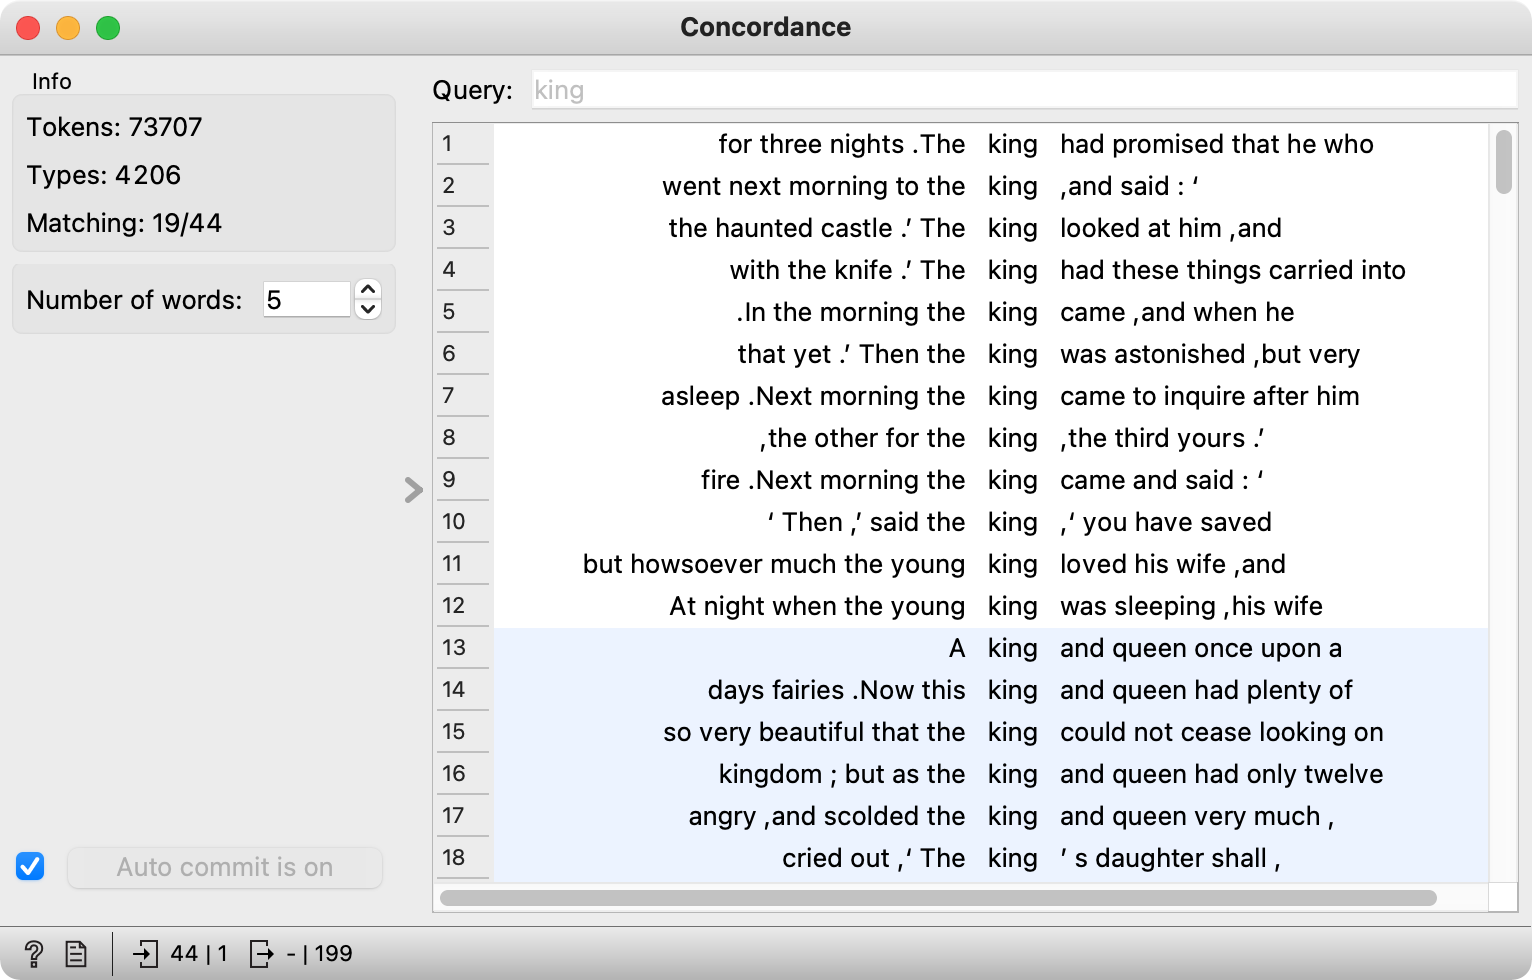 Concordance
Info
Tokens: 73707
Types: 4206
Matching: 19/44
Number of words: 5
Auto commit is on
Query: king
1 for three nights .The king had promised that he who
2 went next morning to the king ,and said : ‘
3 the haunted castle .’ The king looked at him ,and
4 with the knife .’ The king had these things carried into
5 .In the morning the king came ,and when he
6 that yet .’ Then the king was astonished ,but very
7 asleep .Next morning the king came to inquire after him
8 ,the other for the king ,the third yours .’
9 fire .Next morning the king came and said : ‘
10 ‘ Then ,’ said the king ,‘ you have saved
11 but howsoever much the young king loved his wife ,and
12 At night when the young king was sleeping ,his wife
13 A king and queen once upon a
14 days fairies .Now this king and queen had plenty of
15 so very beautiful that the king could not cease looking on
16 kingdom ; but as the king and queen had only twelve
17 angry ,and scolded the king and queen very much ,
18 cried out ,‘ The king ’ s daughter shall ,
? 44 | 1 - | 199